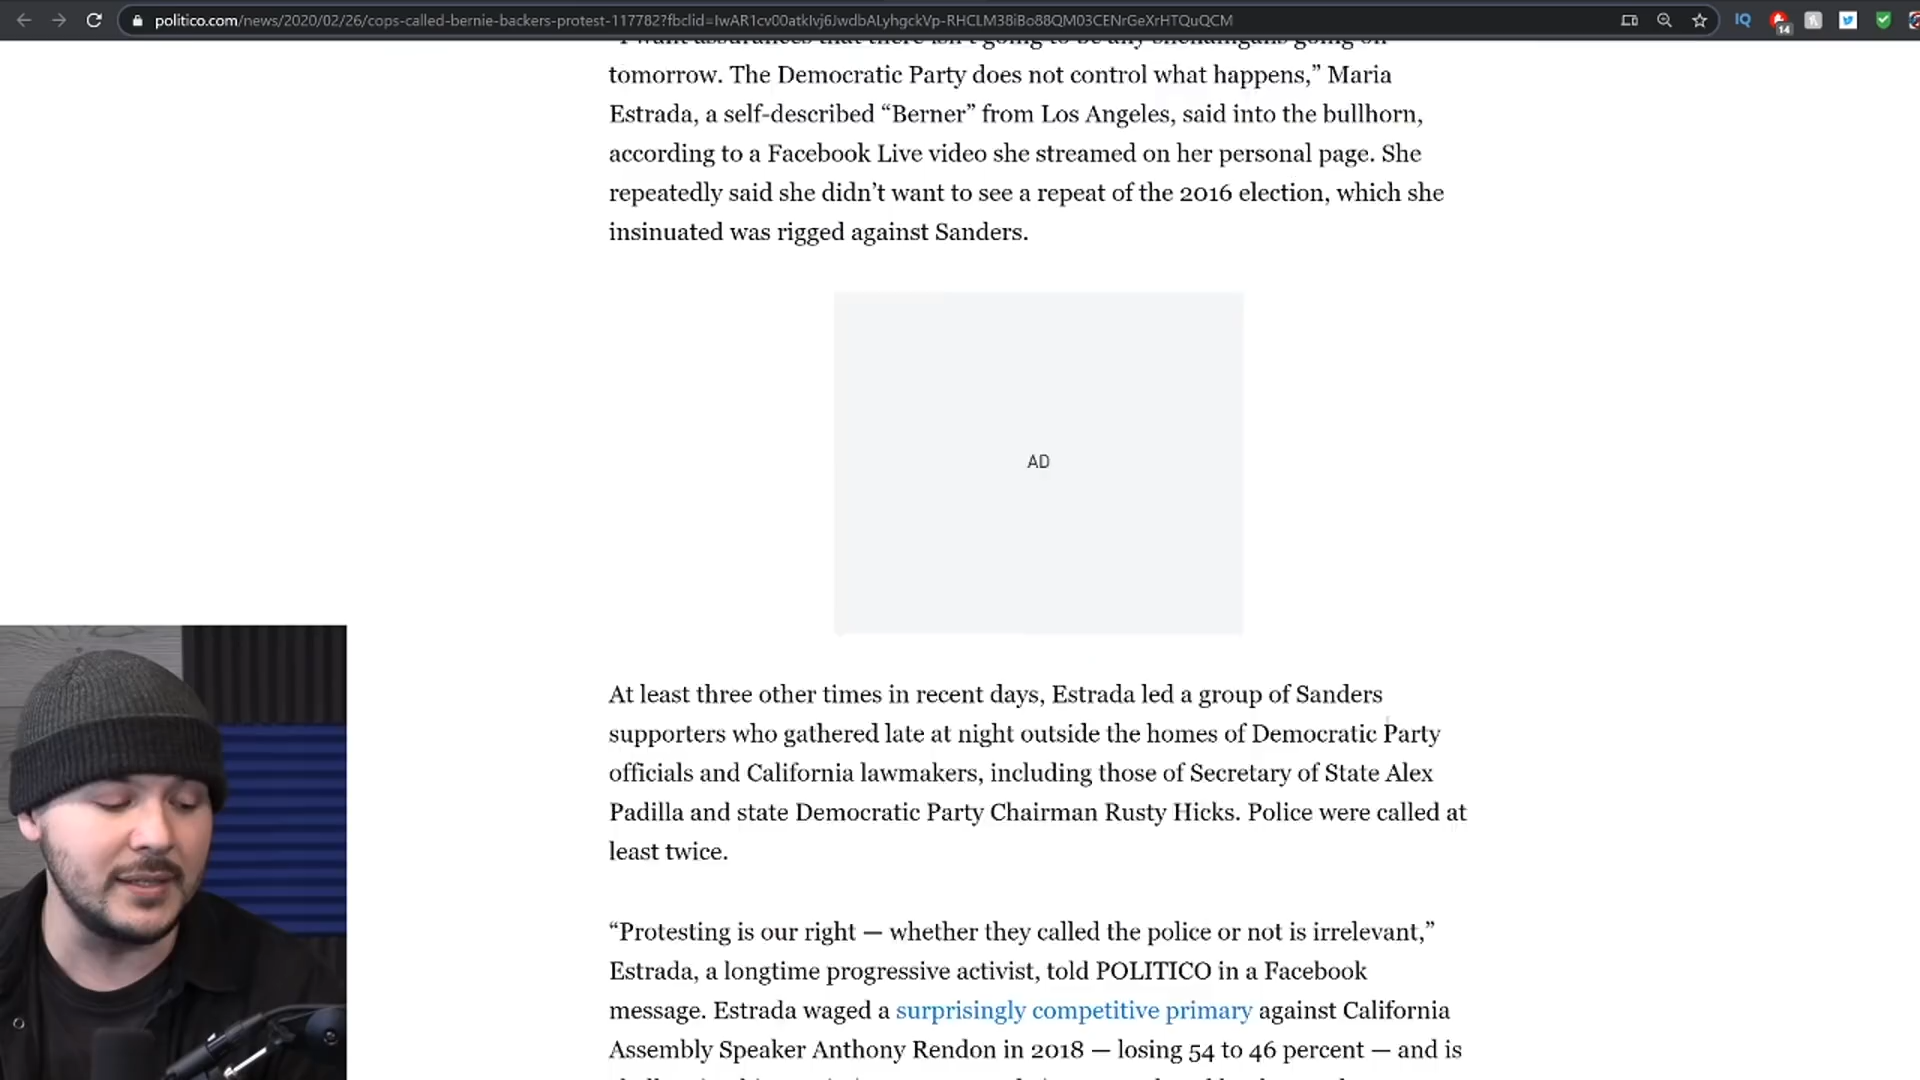 politico.com/news/2020/02/26/cops-called-bernie-backers-protest-117782?fbclid=IwAR1cv00atkIvj6JwdbALyhgckVp-RHCLM38iBo88QM03CENrGeXrHTQuQCM
IQ
14
“I want assurances that there isn’t going to be any shenanigans going on
tomorrow. The Democratic Party does not control what happens,” Maria
Estrada, a self-described “Berner” from Los Angeles, said into the bullhorn,
according to a Facebook Live video she streamed on her personal page. She
repeatedly said she didn’t want to see a repeat of the 2016 election, which she
insinuated was rigged against Sanders.
AD
At least three other times in recent days, Estrada led a group of Sanders
supporters who gathered late at night outside the homes of Democratic Party
officials and California lawmakers, including those of Secretary of State Alex
Padilla and state Democratic Party Chairman Rusty Hicks. Police were called at
least twice.
“Protesting is our right — whether they called the police or not is irrelevant,”
Estrada, a longtime progressive activist, told POLITICO in a Facebook
message. Estrada waged a surprisingly competitive primary against California
Assembly Speaker Anthony Rendon in 2018 — losing 54 to 46 percent — and is